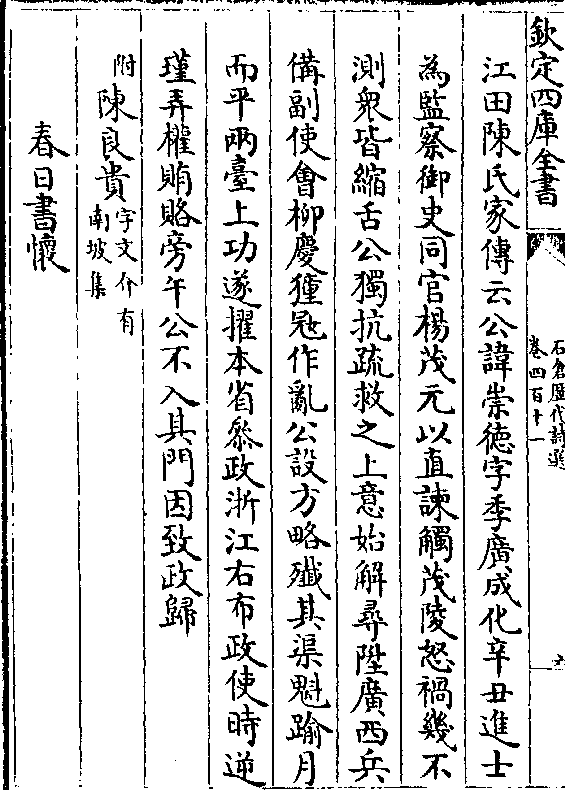 欽定四庫全書
石倉歷代詩選
卷四百十一
江田陳氏家傳云公諱崇德字季廣成化辛丑進士
為監察御史同官楊茂元以直諫觸茂陵怒禍幾不
測衆皆縮舌公獨抗疏救之上意始解尋陞廣西兵
備副使會柳慶獞冦作亂公設方略殲其渠魁踰月
而平兩臺上功遂擢本省叅政浙江右布政使時逆
瑾弄權賄賂旁午公不入其門因致政歸
附陳良貴字文介有
南坡集
春日書懷